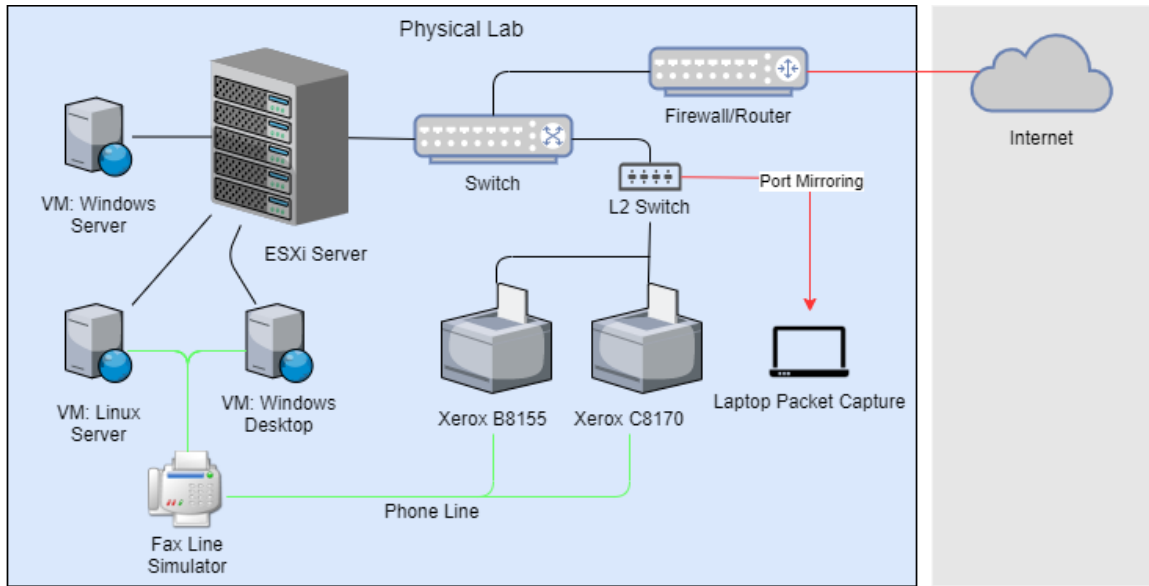 Physical Lab
Firewall/Router
Internet
Switch
Port Mirroring
L2 Switch
VM: Windows
Server
ESXi Server
VM: Linux
Server
VM: Windows
Desktop
Xerox B8155
Xerox C8170
Laptop Packet Capture
Phone Line
Fax Line
Simulator